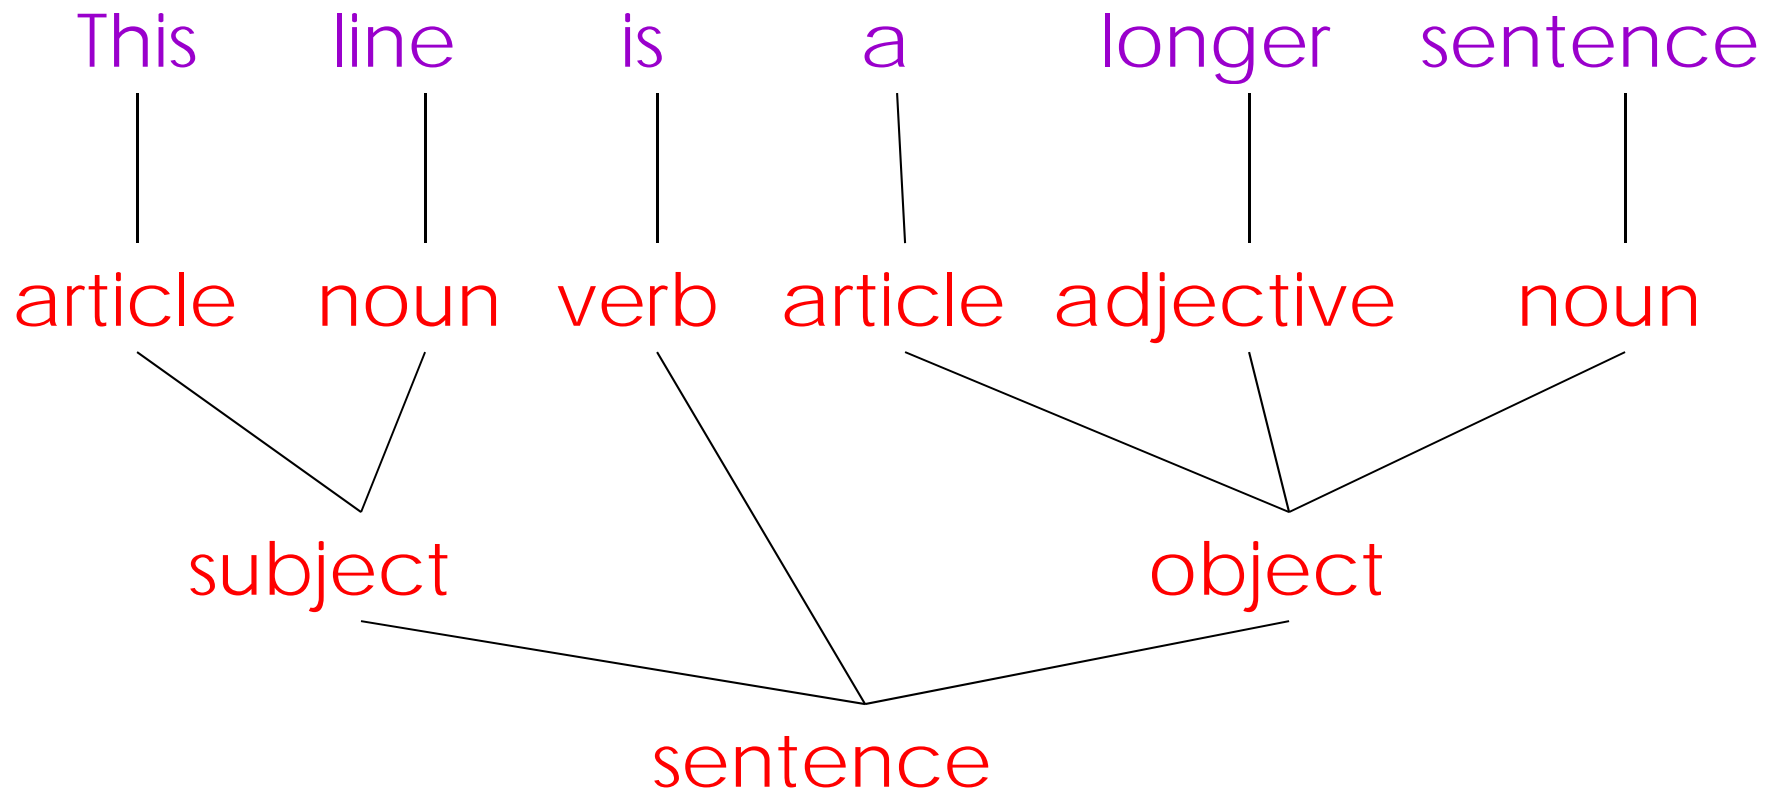 This line is a longer sentence
article noun verb article adjective noun
subject object
sentence